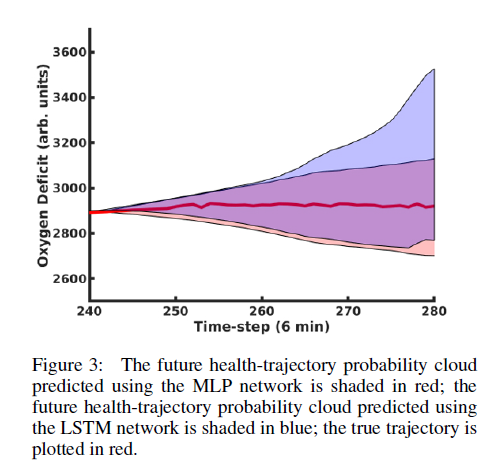 3600
3400
3200
3000
2800
2600
Oxygen Deficit (arb. units)
240 250 260 270 280
Time-step (6 min)
Figure 3: The future health-trajectory probability cloud
predicted using the MLP network is shaded in red; the
future health-trajectory probability cloud predicted using
the LSTM network is shaded in blue; the true trajectory is
plotted in red.